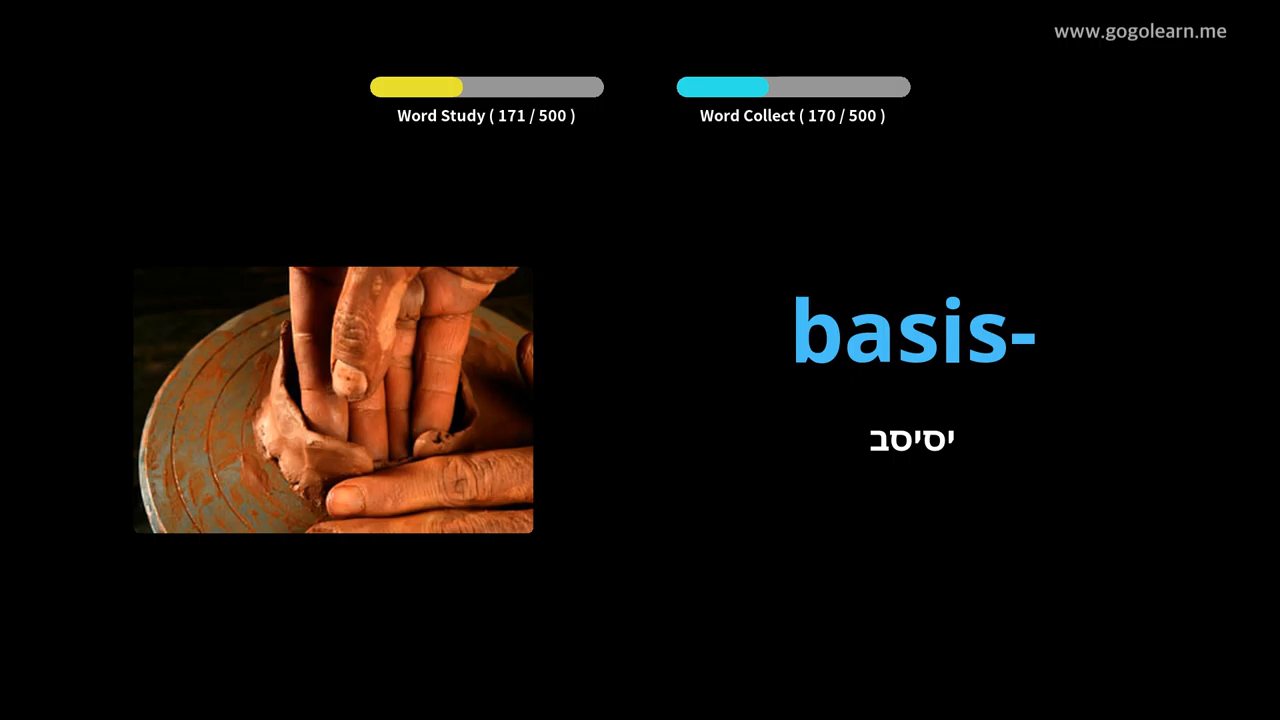 www.gogolearn.me
Word Study ( 171 / 500 )
Word Collect ( 170 / 500 )
basis-
יסיסב